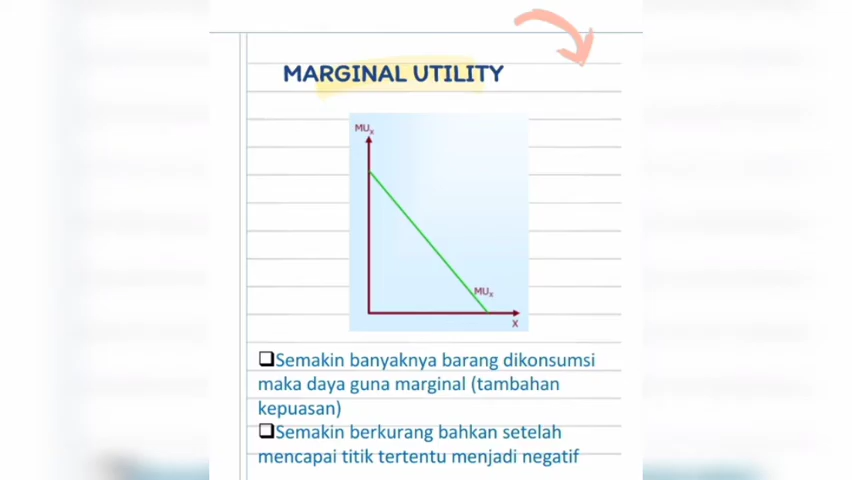 MARGINAL UTILITY
MUx
MUx
X
Semakin banyaknya barang dikonsumsi
maka daya guna marginal (tambahan
kepuasan)
Semakin berkurang bahkan setelah
mencapai titik tertentu menjadi negatif